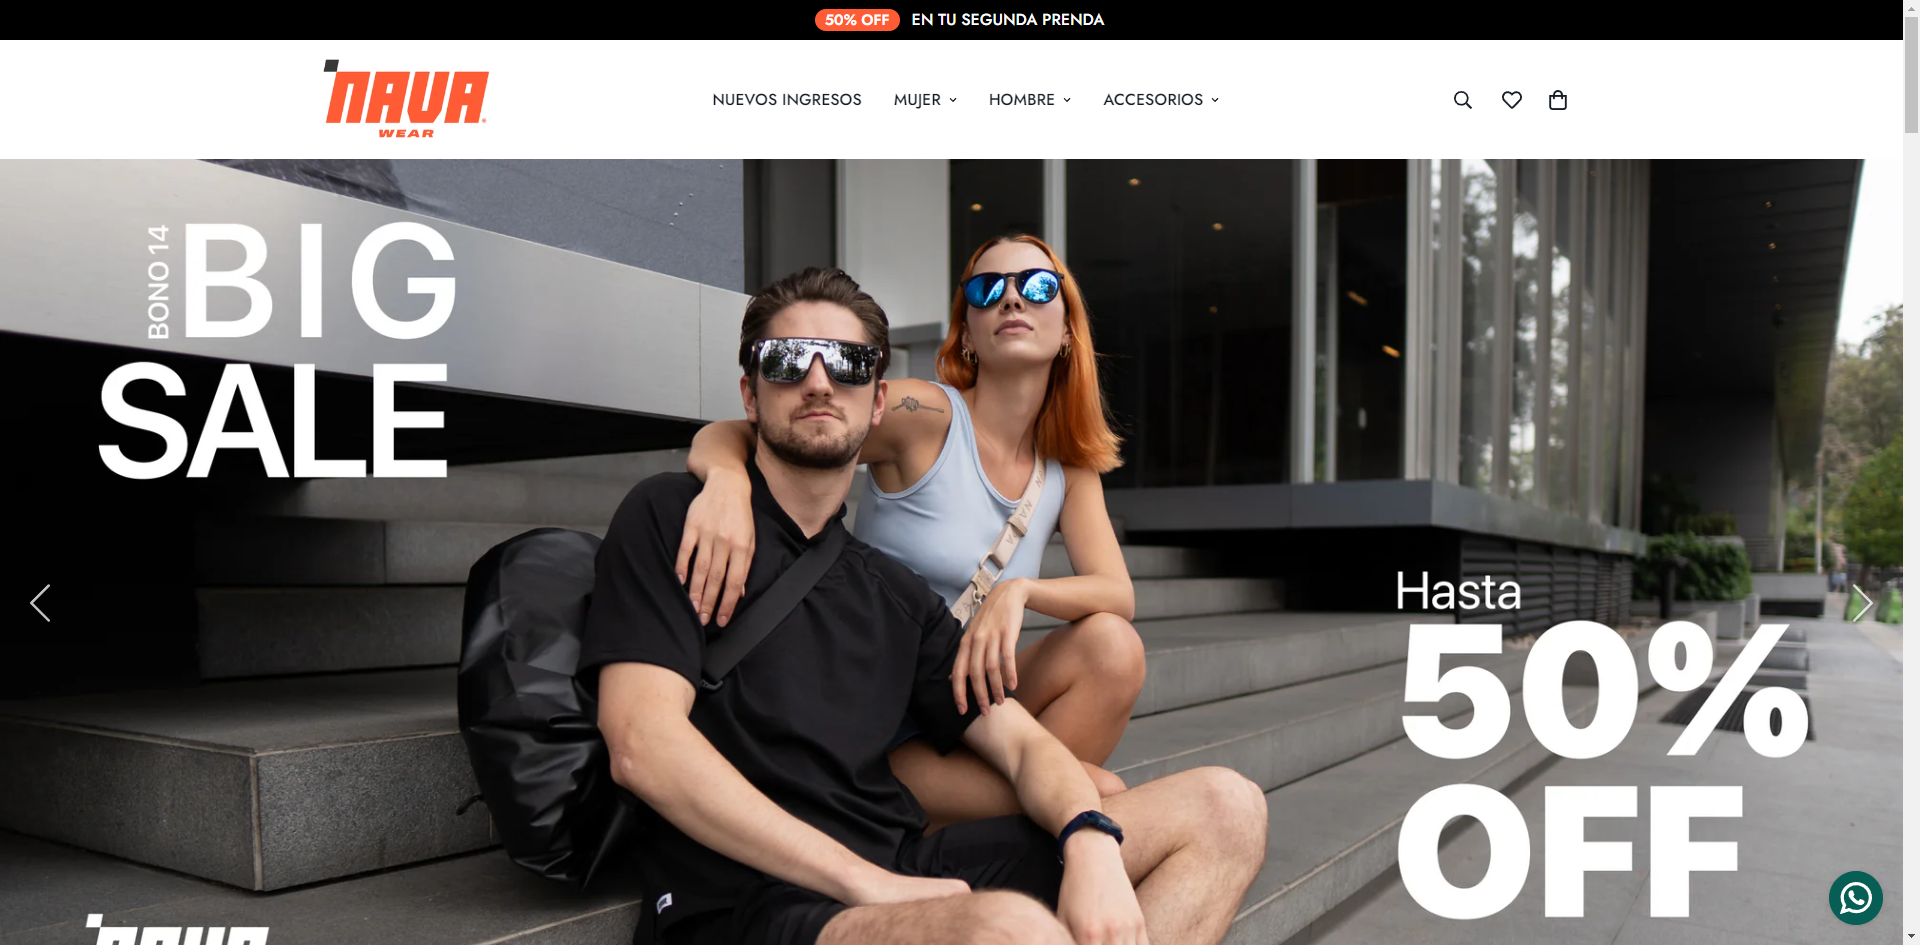 50% OFF EN TU SEGUNDA PRENDA
NAVA
WEAR
NUEVOS INGRESOS MUJER HOMBRE ACCESORIOS
BONO 14
BIG
SALE
Hasta
50%
OFF